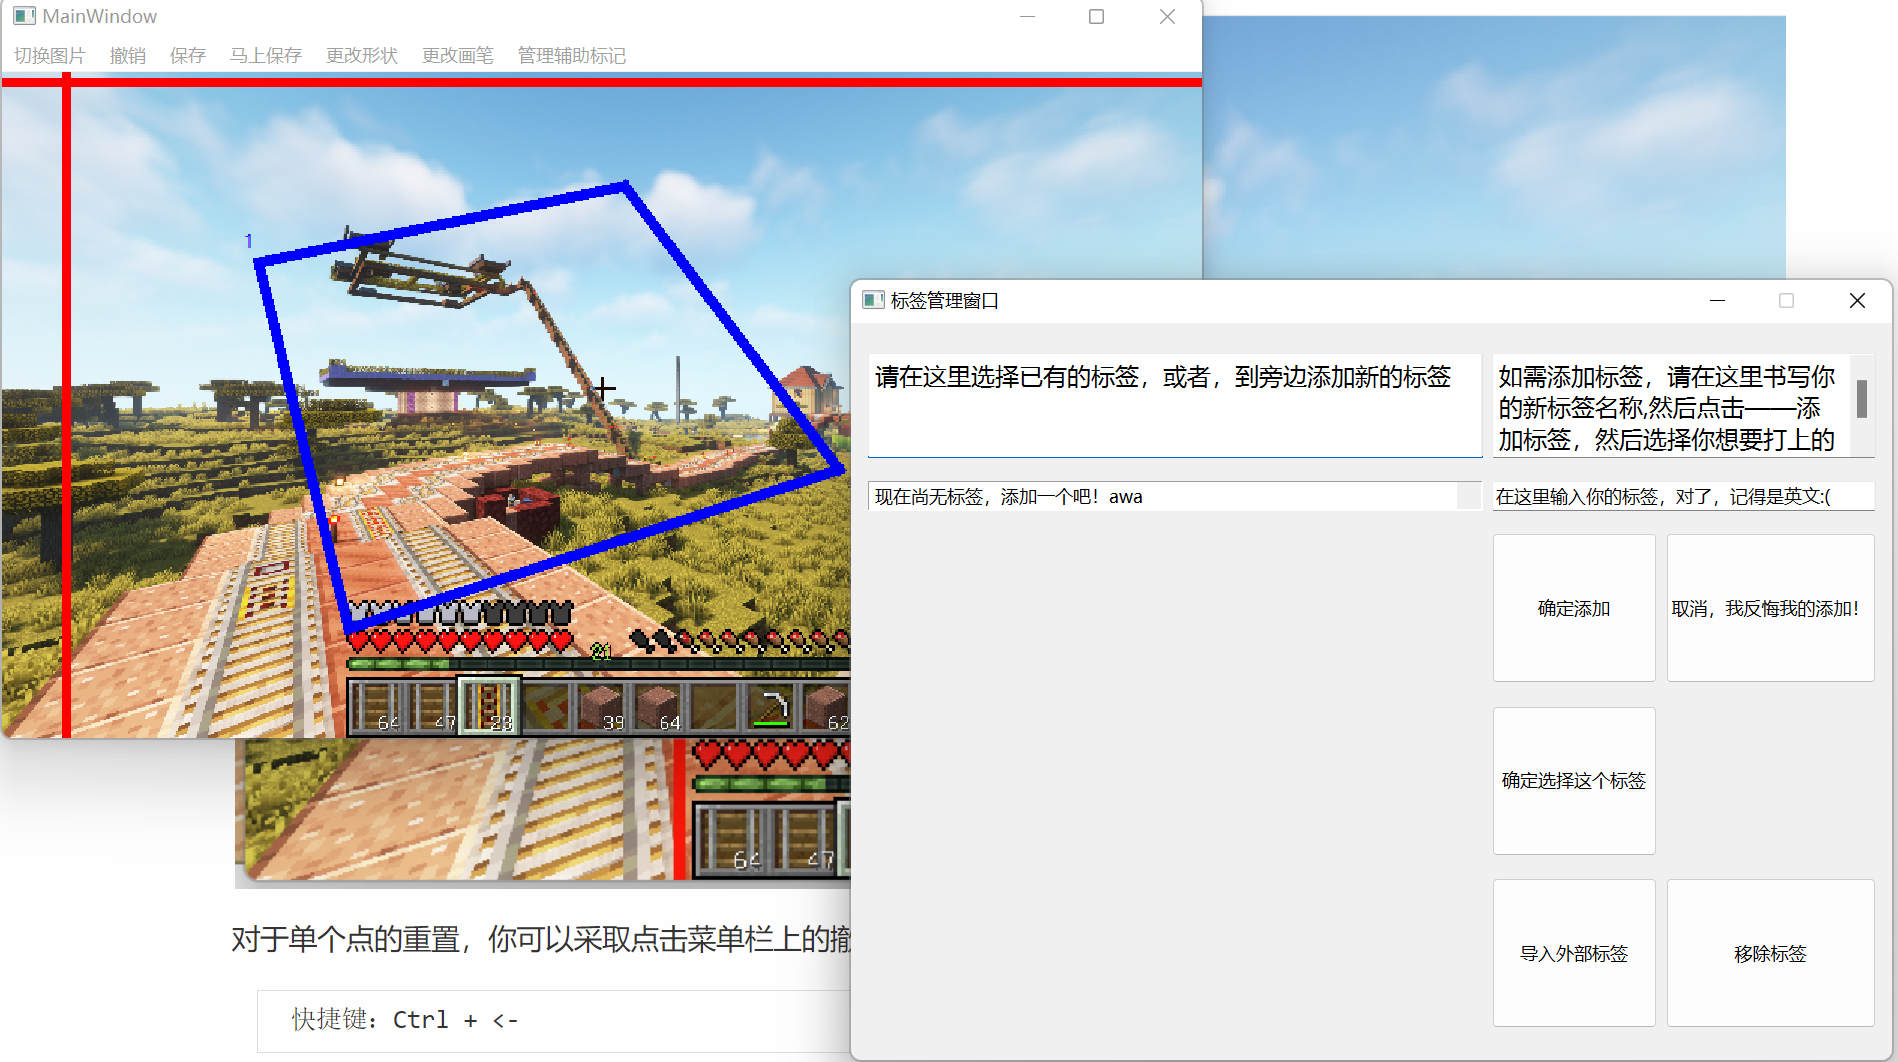 MainWindow
切换图片 撤销 保存 马上保存 更改形状 更改画笔 管理辅助标记
1
标签管理窗口
请在这里选择已有的标签，或者，到旁边添加新的标签
如需添加标签，请在这里书写你
的新标签名称,然后点击——添
加标签，然后选择你想要打上的
现在尚无标签，添加一个吧！awa
在这里输入你的标签，对了，记得是英文:(
确定添加
取消，我反悔我的添加！
确定选择这个标签
导入外部标签
移除标签
64 47 23 39 64 62
64 47
对于单个点的重置，你可以采取点击菜单栏上的撤
快捷键：Ctrl + <-